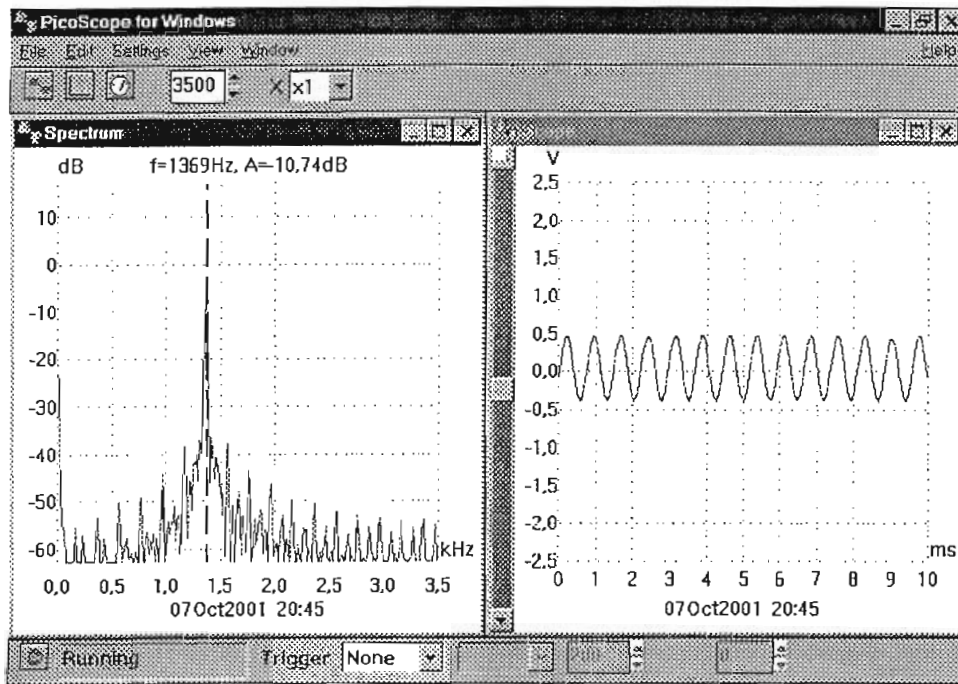 PicoScope for Windows
File Edit Settings View Window Help
3500 X x1
Spectrum
dB f=1369Hz, A=-10,74dB
10
0
-10
-20
-30
-40
-50
-60
kHz
0,0 0,5 1,0 1,5 2,0 2,5 3,0 3,5
07Oct2001 20:45
V
2,5
2,0
1,5
1,0
0,5
0,0
-0,5
-1,0
-1,5
-2,0
-2,5
ms
0 1 2 3 4 5 6 7 8 9 10
07Oct2001 20:45
Running Trigger None